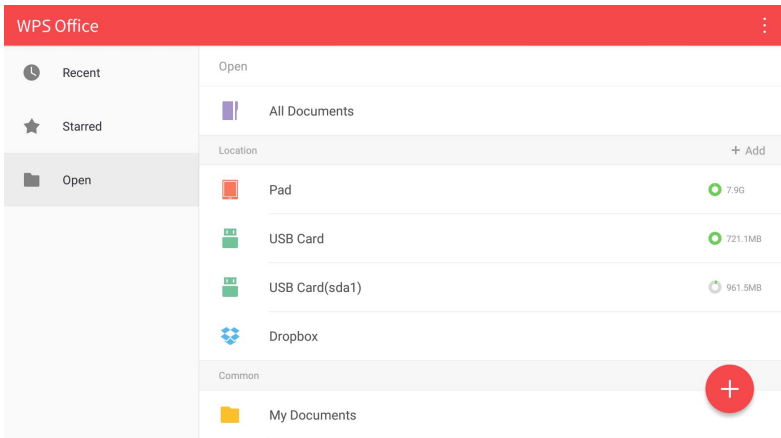 WPS Office
Recent
Starred
Open
Open
All Documents
Location
+ Add
Pad
7.9G
USB Card
721.1MB
USB Card(sda1)
961.5MB
Dropbox
Common
My Documents